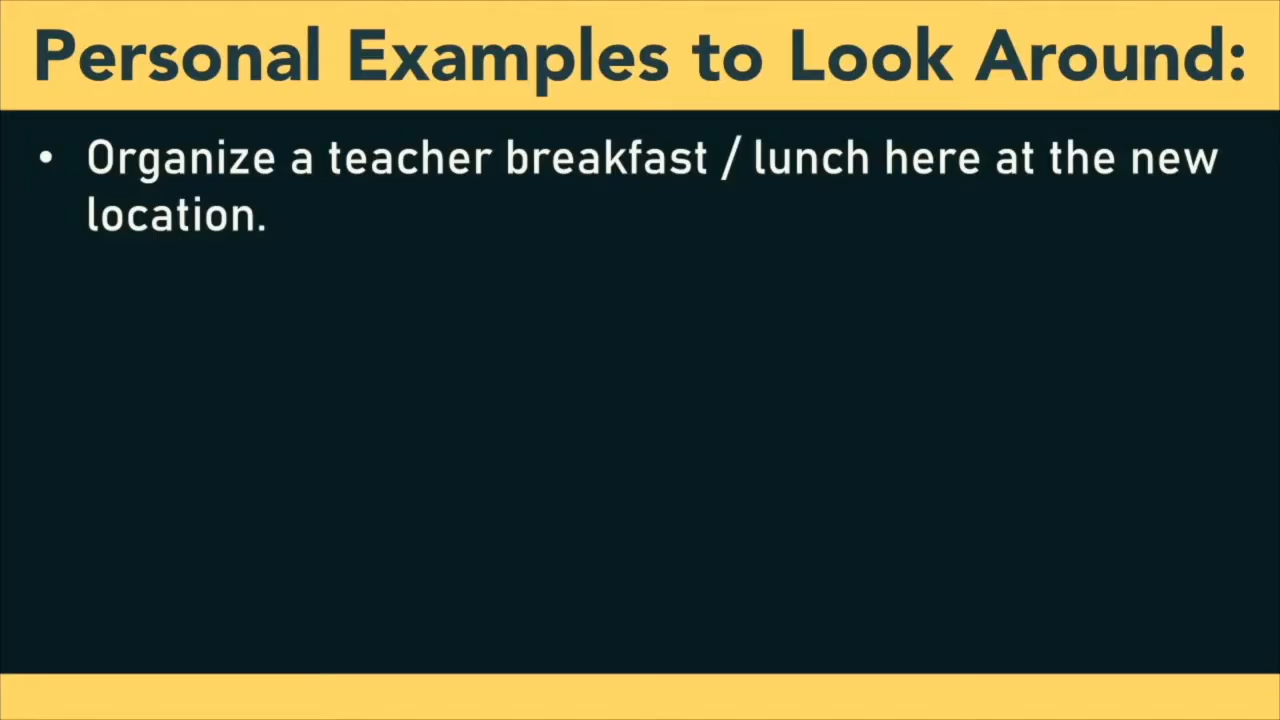 Personal Examples to Look Around:
• Organize a teacher breakfast / lunch here at the new
location.